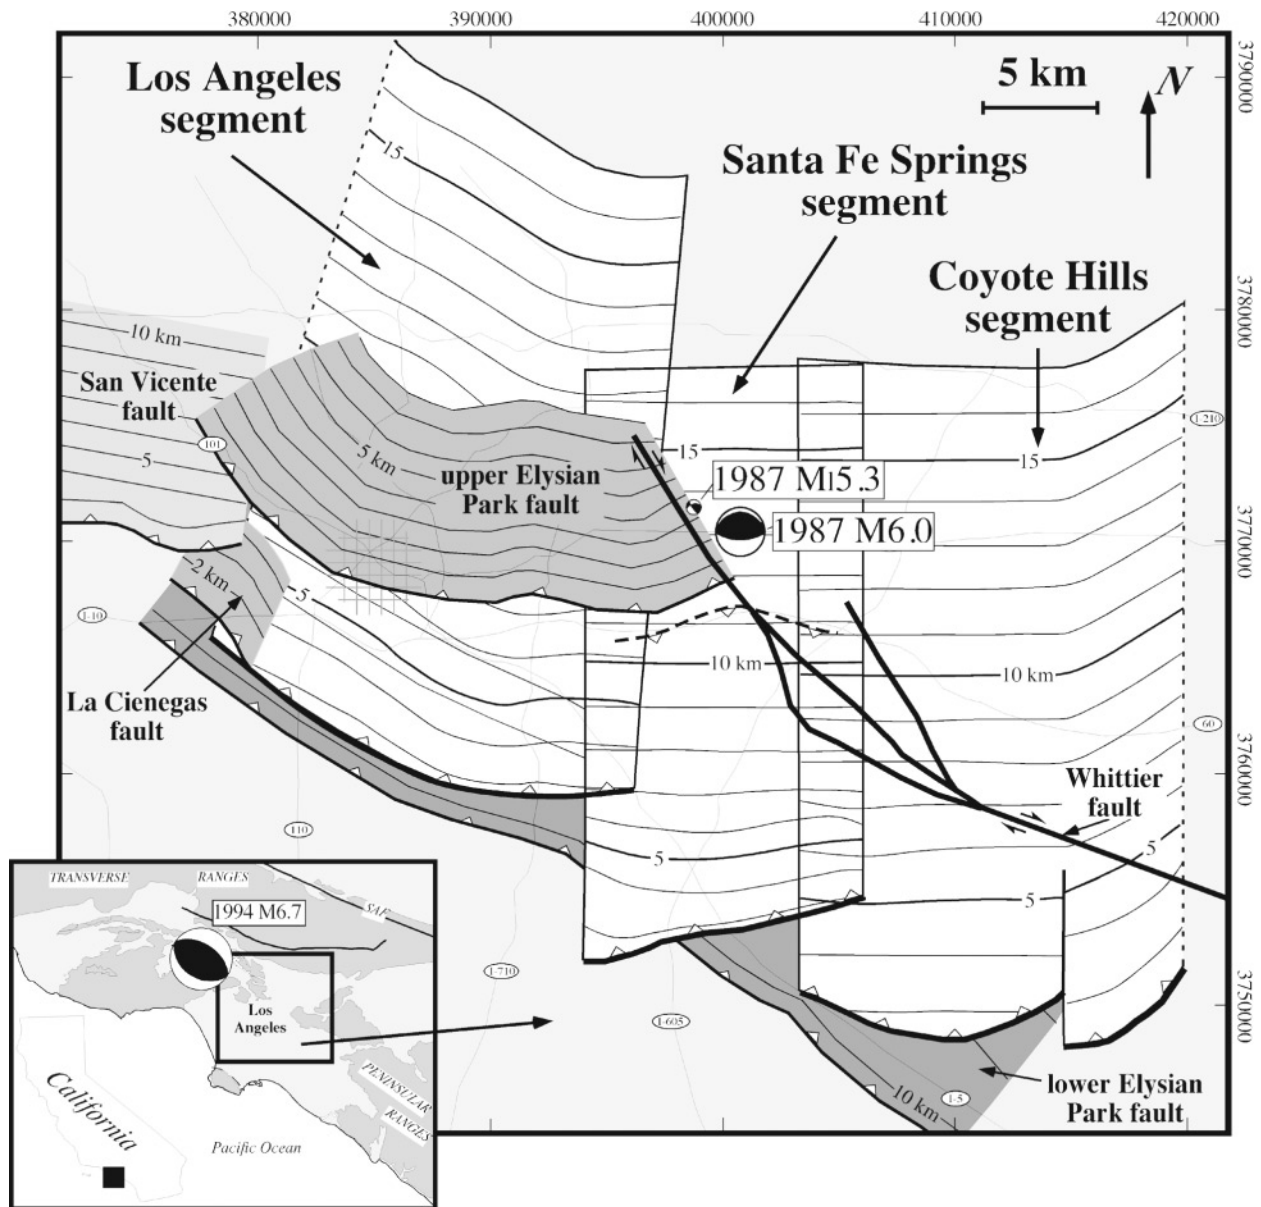 380000
390000
400000
410000
420000
3790000
3780000
3770000
3760000
3750000
Los Angeles
segment
5 km
N
Santa Fe Springs
segment
Coyote Hills
segment
15
10 km
San Vicente
fault
5
101
5 km
upper Elysian
Park fault
15
15
1987 Ml5.3
1987 M6.0
I-210
2 km
5
I-10
10 km
10 km
La Cienegas
fault
60
Whittier
fault
110
5
5
5
I-710
I-605
10 km
I-5
lower Elysian
Park fault
TRANSVERSE
RANGES
1994 M6.7
SAF
Los
Angeles
PENINSULAR
RANGES
California
Pacific Ocean